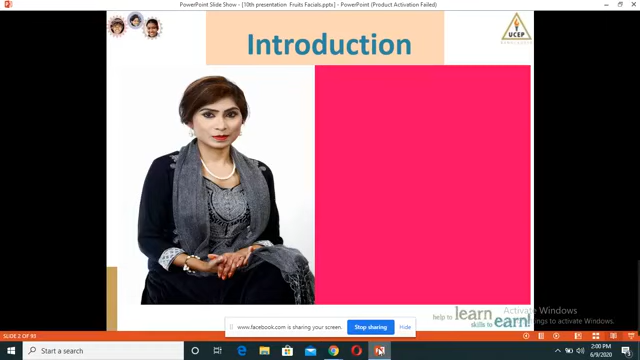 PowerPoint Slide Show - [10th presentation Fruits Facials.pptx] - PowerPoint (Product Activation Failed)
Introduction
UCEP
help to learn
skills to earn!
Activate Windows
ings to activate Windows.
www.facebook.com is sharing your screen.
Stop sharing
Hide
SLIDE 2 OF 93
Start a search
2:00 PM
6/9/2020